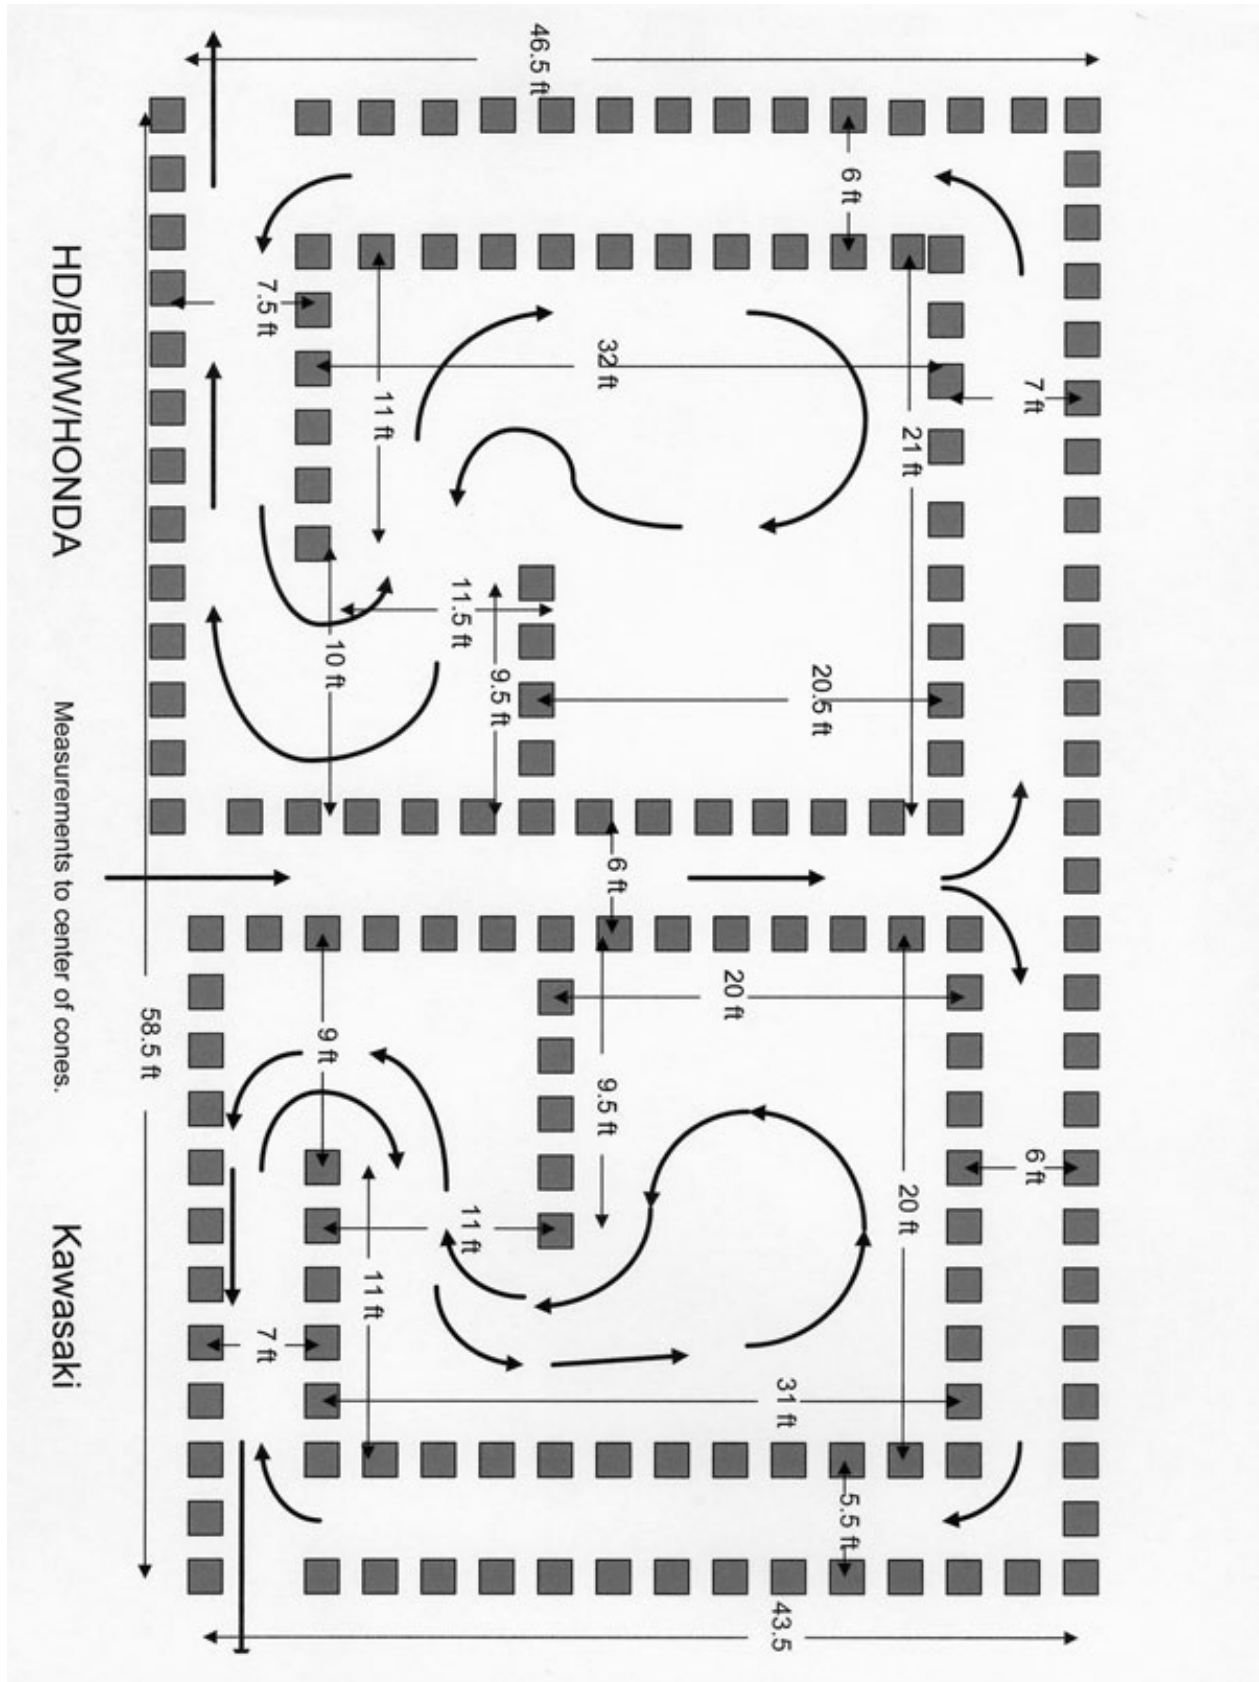 46.5 ft
6 ft
7.5 ft
32 ft
11 ft
7 ft
21 ft
11.5 ft
10 ft
9.5 ft
20.5 ft
HD/BMW/HONDA
Measurements to center of cones.
6 ft
20 ft
9 ft
58.5 ft
9.5 ft
6 ft
20 ft
11 ft
11 ft
Kawasaki
7 ft
31 ft
5.5 ft
43.5